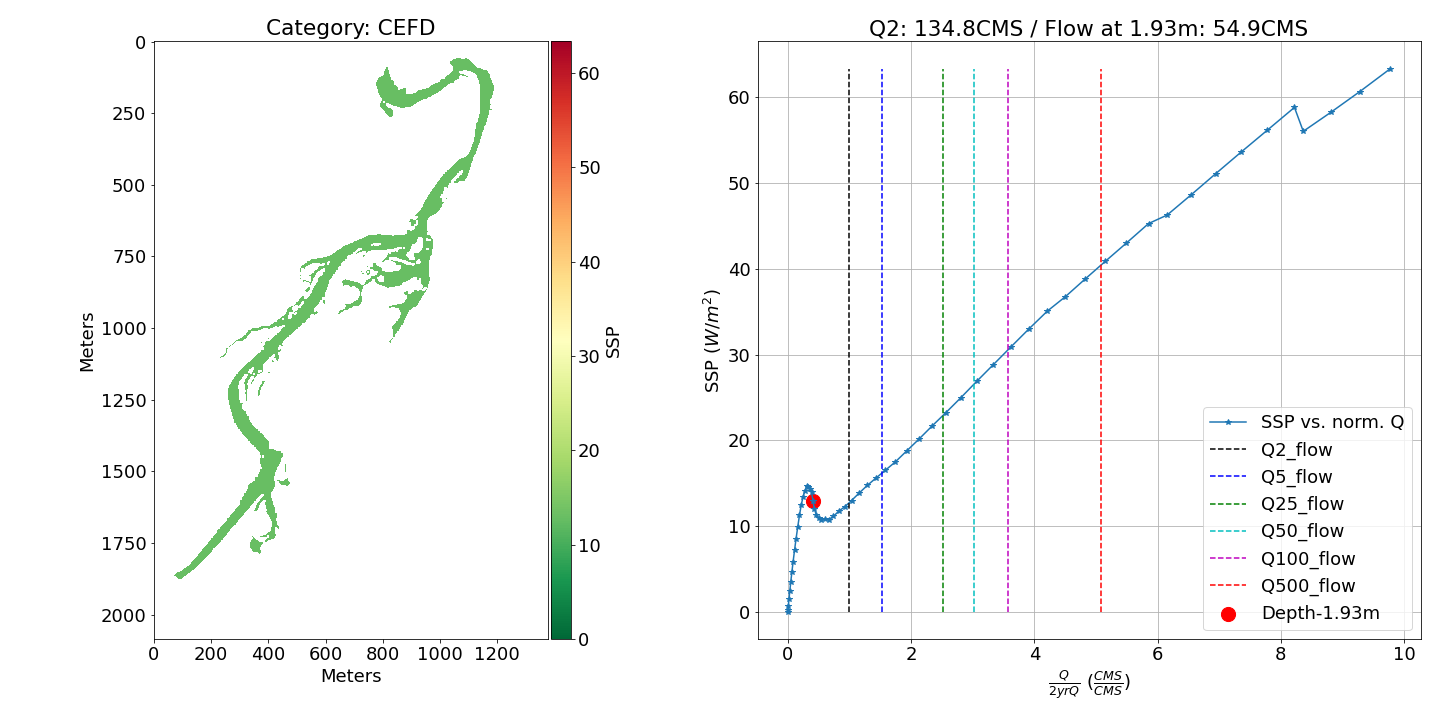 Category: CEFD
0
250
500
750
1000
1250
1500
1750
2000
Meters
0
200
400
600
800
1000
1200
Meters
60
50
40
30
20
10
0
SSP
Q2: 134.8CMS / Flow at 1.93m: 54.9CMS
60
50
40
30
20
10
0
SSP (W/m²)
0
2
4
6
8
10
Q/2yrQ (CMS/CMS)
SSP vs. norm. Q
Q2_flow
Q5_flow
Q25_flow
Q50_flow
Q100_flow
Q500_flow
Depth-1.93m